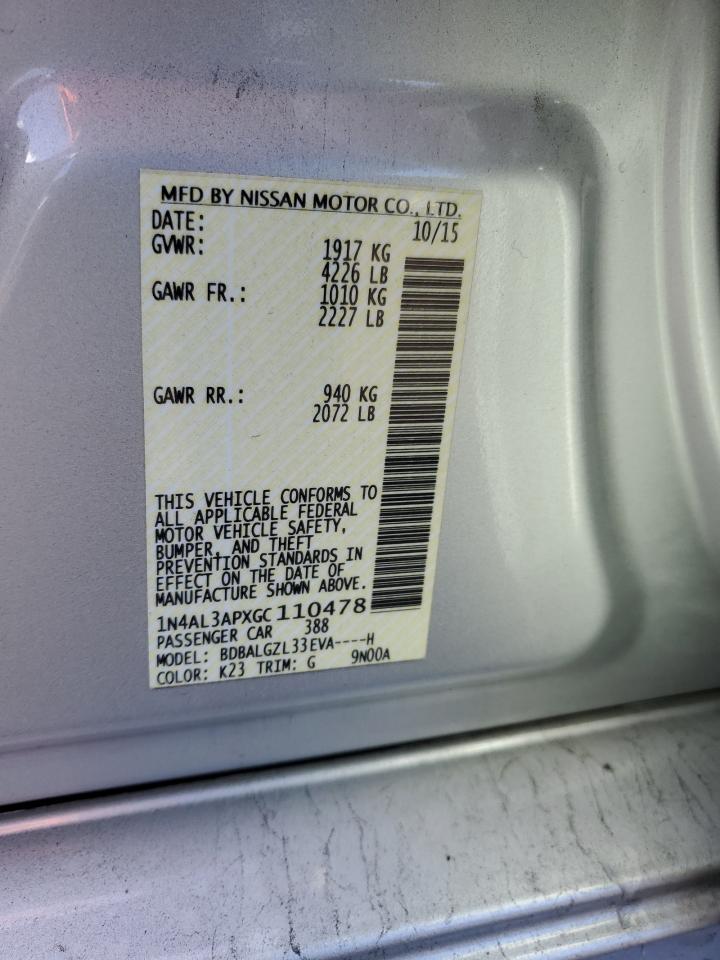 MFD BY NISSAN MOTOR CO., LTD.
DATE: 10/15
GVWR: 1917 KG
4226 LB
GAWR FR.: 1010 KG
2227 LB
GAWR RR.: 940 KG
2072 LB
THIS VEHICLE CONFORMS TO
ALL APPLICABLE FEDERAL
MOTOR VEHICLE SAFETY,
BUMPER, AND THEFT
PREVENTION STANDARDS IN
EFFECT ON THE DATE OF
MANUFACTURE SHOWN ABOVE.
1N4AL3APXGC110478
PASSENGER CAR 388
MODEL: BDBALGZL33EVA----H
COLOR: K23 TRIM: G 9N00A